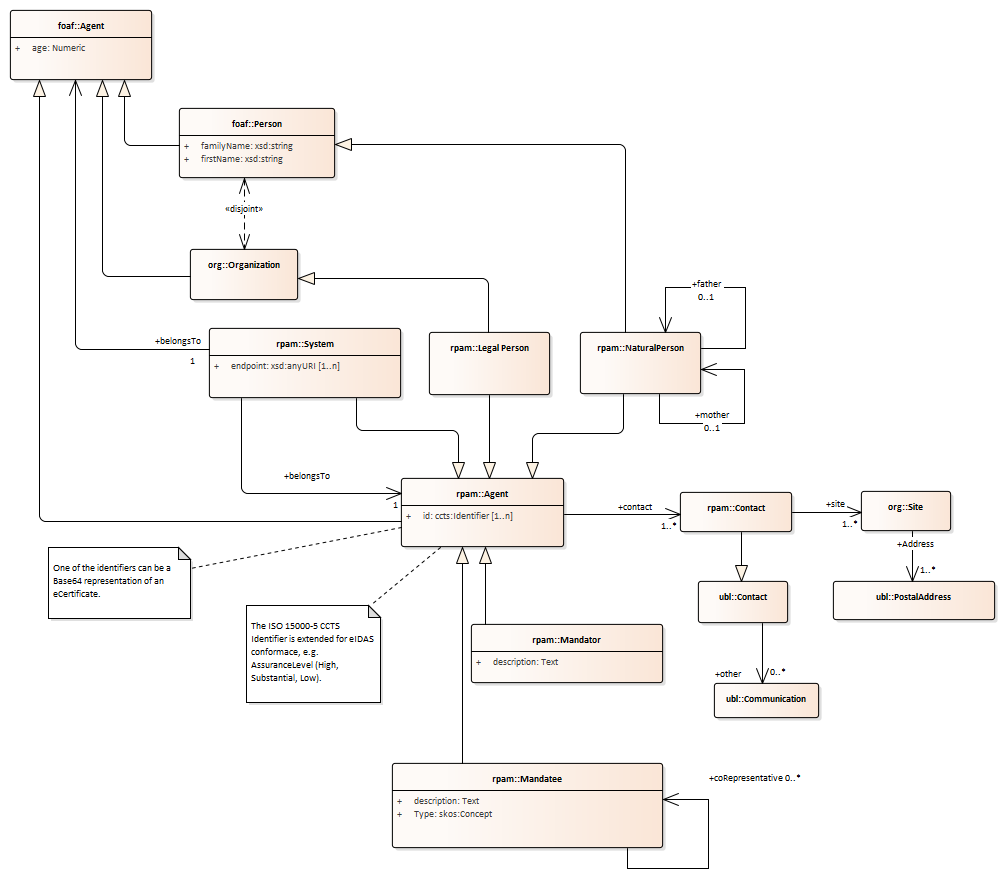 foaf::Agent
+ age: Numeric
foaf::Person
+ familyName: xsd:string
+ firstName: xsd:string
«disjoint»
org::Organization
+father
0..1
+belongsTo
1
rpam::System
+ endpoint: xsd:anyURI [1..n]
rpam::Legal Person
rpam::NaturalPerson
+mother
0..1
+belongsTo
1
rpam::Agent
+ id: ccts:Identifier [1..n]
+contact
1..*
rpam::Contact
+site
1..*
org::Site
+Address
1..*
One of the identifiers can be a
Base64 representation of an
eCertificate.
ubl::Contact
ubl::PostalAddress
The ISO 15000-5 CCTS
Identifier is extended for eIDAS
conformace, e.g.
AssuranceLevel (High,
Substantial, Low).
rpam::Mandator
+ description: Text
+other
0..*
ubl::Communication
rpam::Mandatee
+ description: Text
+ Type: skos:Concept
+coRepresentative 0..*